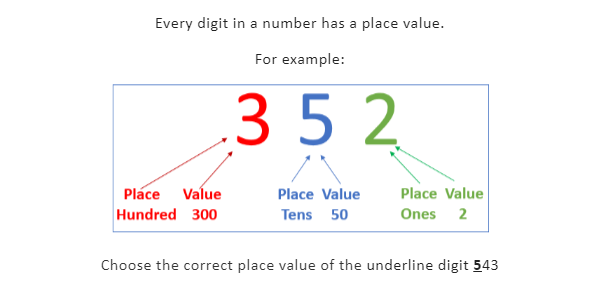 Every digit in a number has a place value.
For example:
3 5 2
Place Value Place Value Place Value
Hundred 300 Tens 50 Ones 2
Choose the correct place value of the underline digit 543